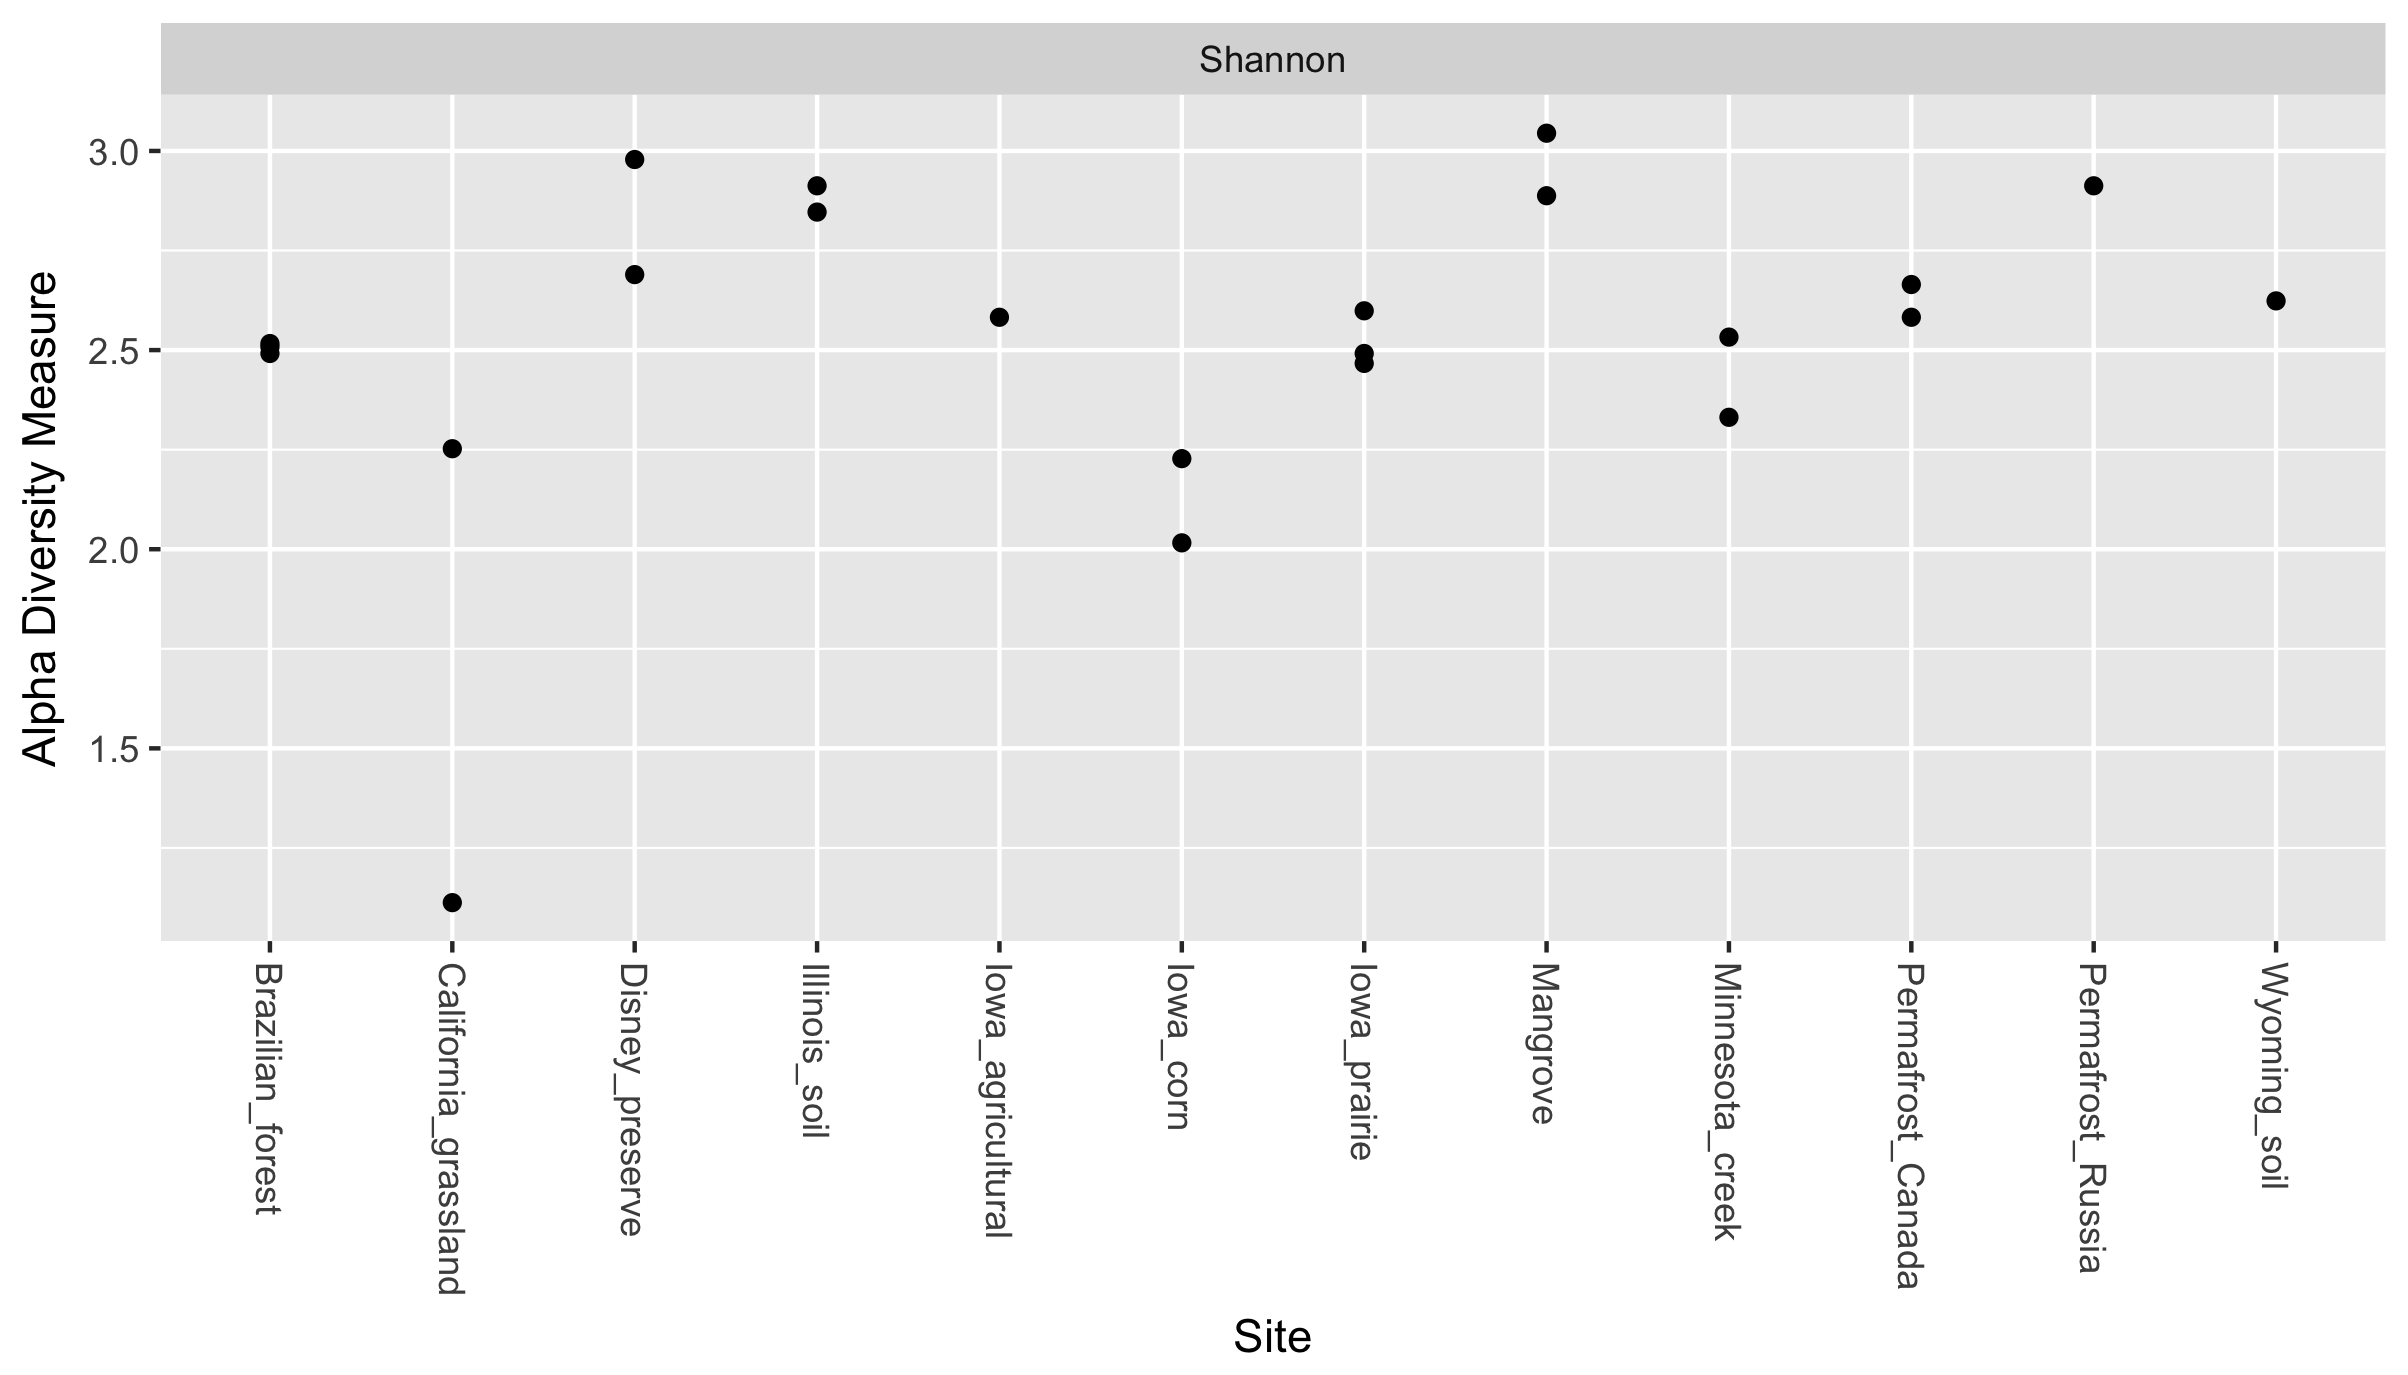 Shannon
Alpha Diversity Measure
3.0
2.5
2.0
1.5
Brazilian_forest
California_grassland
Disney_preserve
Illinois_soil
Iowa_agricultural
Iowa_corn
Iowa_prairie
Mangrove
Minnesota_creek
Permafrost_Canada
Permafrost_Russia
Wyoming_soil
Site